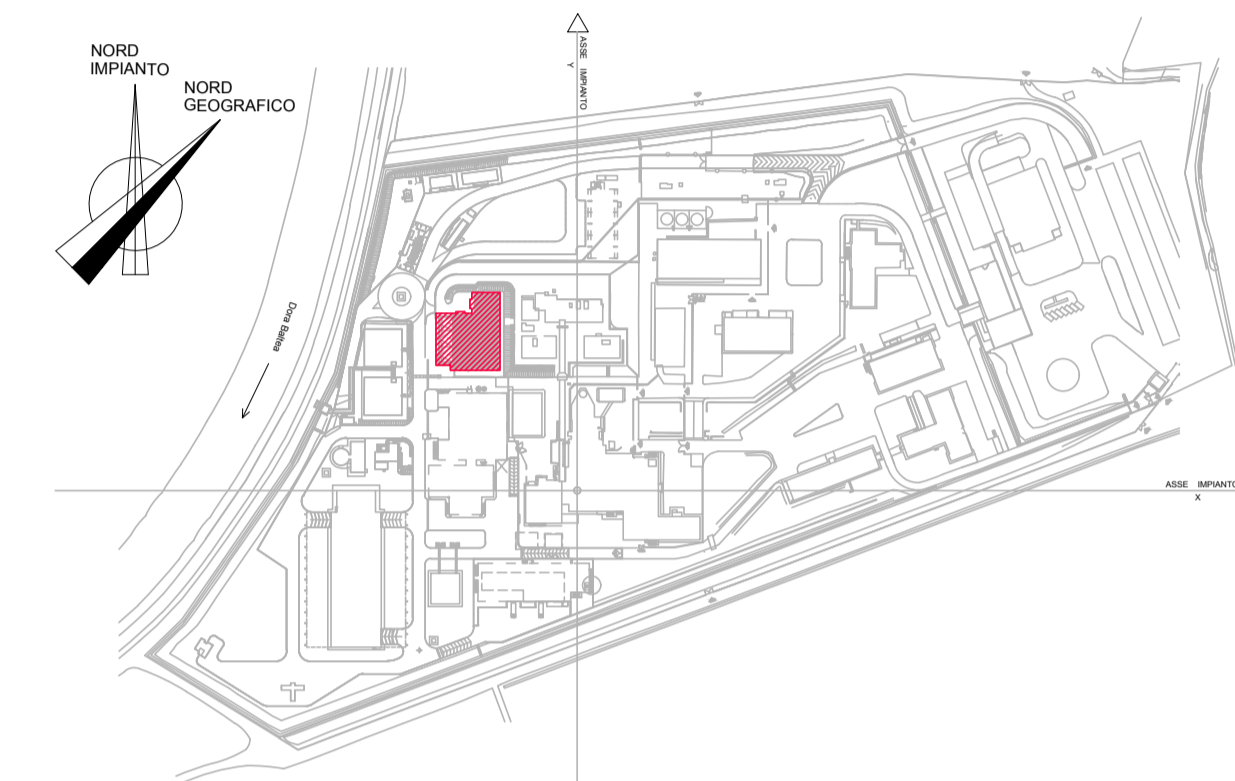 NORD
IMPIANTO
NORD
GEOGRAFICO
ASSE IMPIANTO
Y
Dora Baltea
ASSE IMPIANTO
X